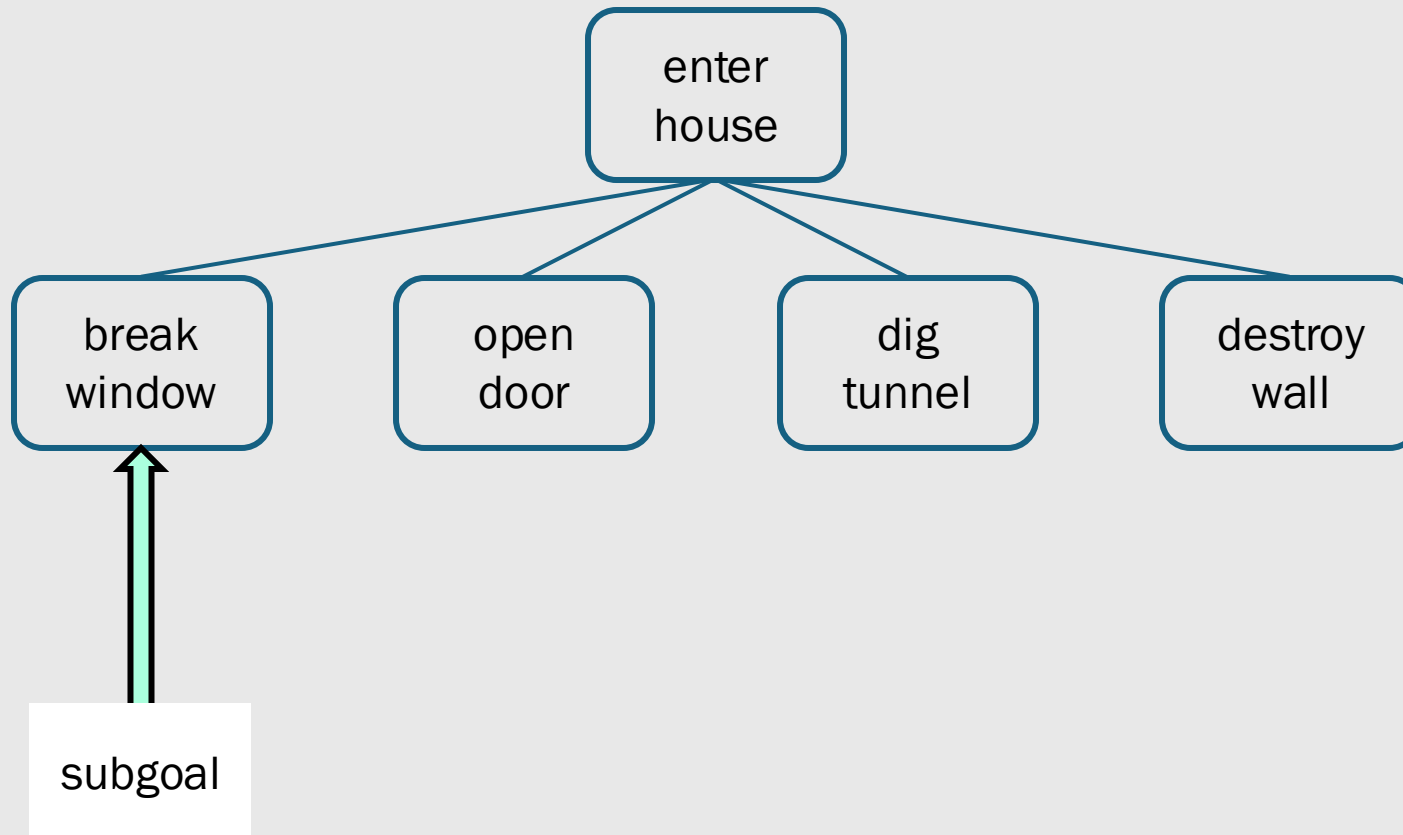 enter
house
break
window
open
door
dig
tunnel
destroy
wall
subgoal